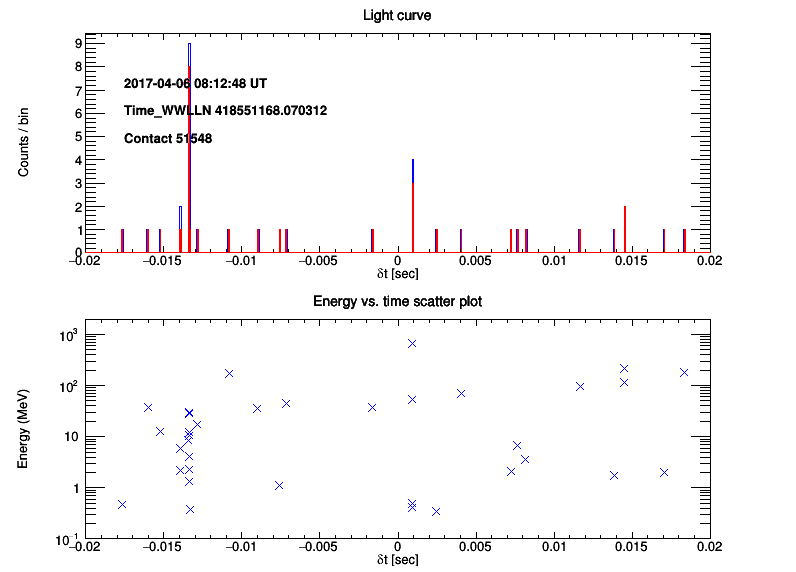 Light curve
Counts / bin
9
8
7
6
5
4
3
2
1
0
2017-04-06 08:12:48 UT
Time_WWLLN 418551168.070312
Contact 51548
−0.02 −0.015 −0.01 −0.005 0 0.005 0.01 0.015 0.02
δt [sec]
Energy vs. time scatter plot
Energy (MeV)
10³
10²
10
1
10⁻¹
−0.02 −0.015 −0.01 −0.005 0 0.005 0.01 0.015 0.02
δt [sec]